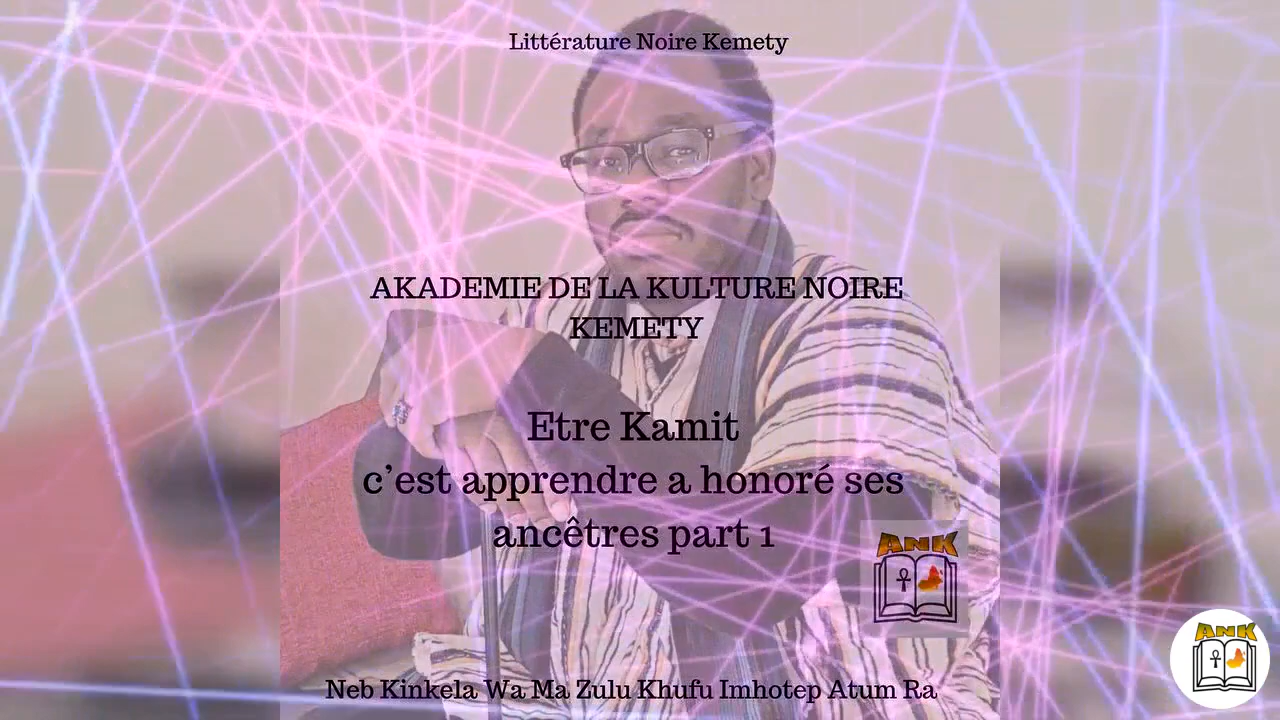 Littérature Noire Kemety
AKADEMIE DE LA KULTURE NOIRE
KEMETY
Etre Kamit
c’est apprendre a honoré ses
ancêtres part 1
ANK
Neb Kinkela Wa Ma Zulu Khufu Imhotep Atum Ra
ANK